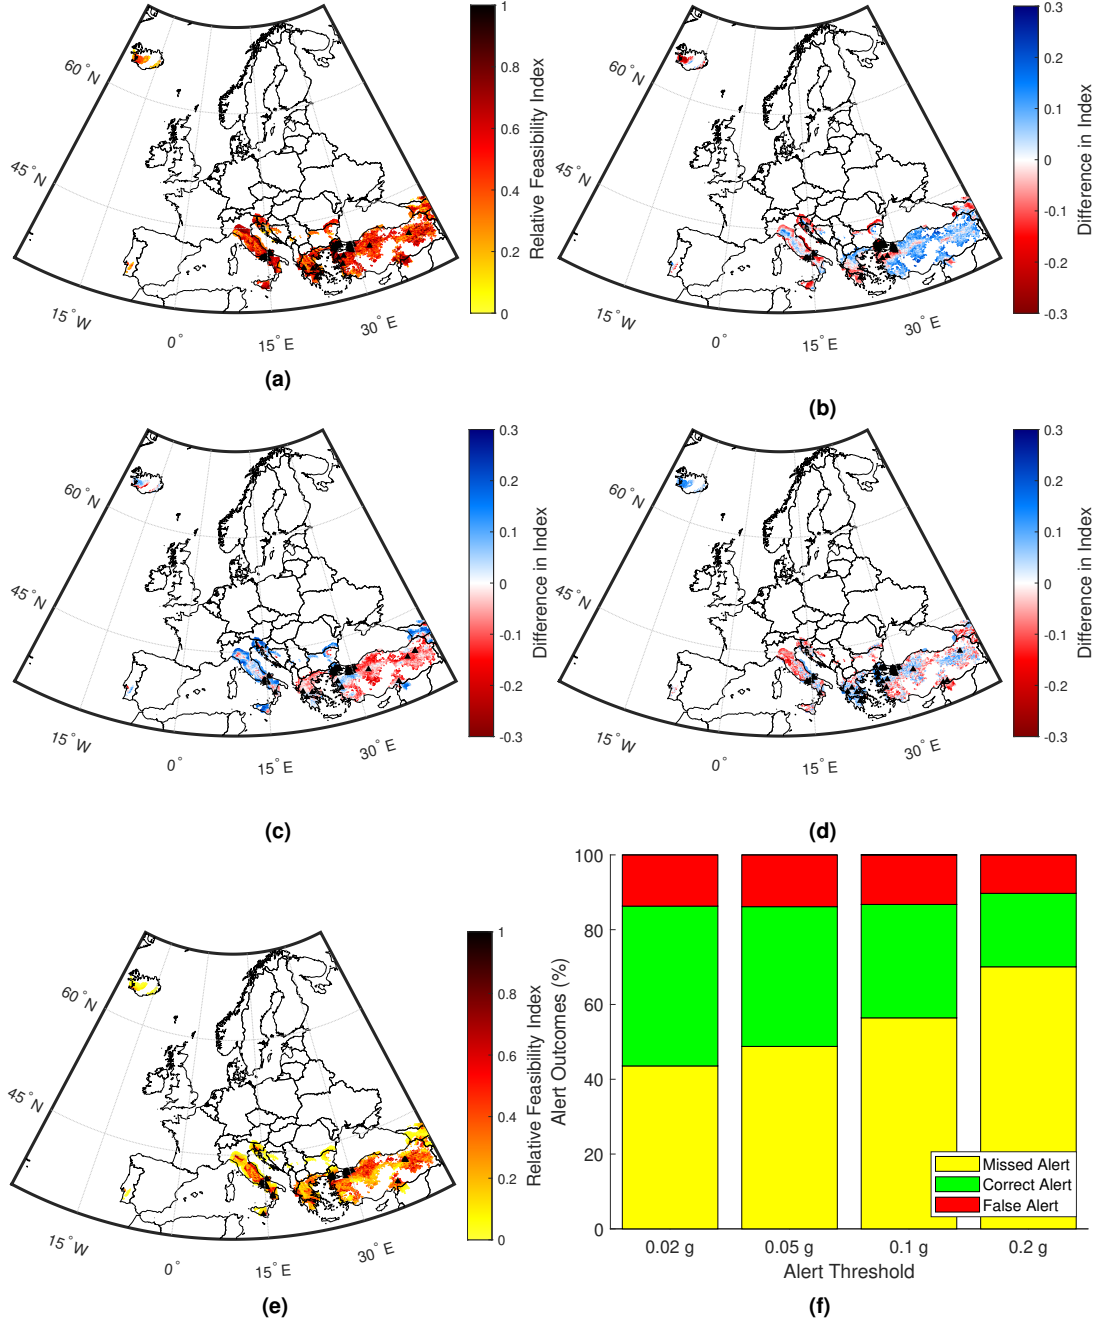 60°N
45°N
15°W
0°
15°E
30°E
1
0.8
0.6
0.4
0.2
0
Relative Feasibility Index
(a)
60°N
45°N
15°W
0°
15°E
30°E
0.3
0.2
0.1
0
-0.1
-0.2
-0.3
Difference in Index
(b)
60°N
45°N
15°W
0°
15°E
30°E
0.3
0.2
0.1
0
-0.1
-0.2
-0.3
Difference in Index
(c)
60°N
45°N
15°W
0°
15°E
30°E
0.3
0.2
0.1
0
-0.1
-0.2
-0.3
Difference in Index
(d)
60°N
45°N
15°W
0°
15°E
30°E
1
0.8
0.6
0.4
0.2
0
Relative Feasibility Index
(e)
100
80
60
40
20
0
Alert Outcomes (%)
Missed Alert
Correct Alert
False Alert
0.02 g 0.05 g 0.1 g 0.2 g
Alert Threshold
(f)